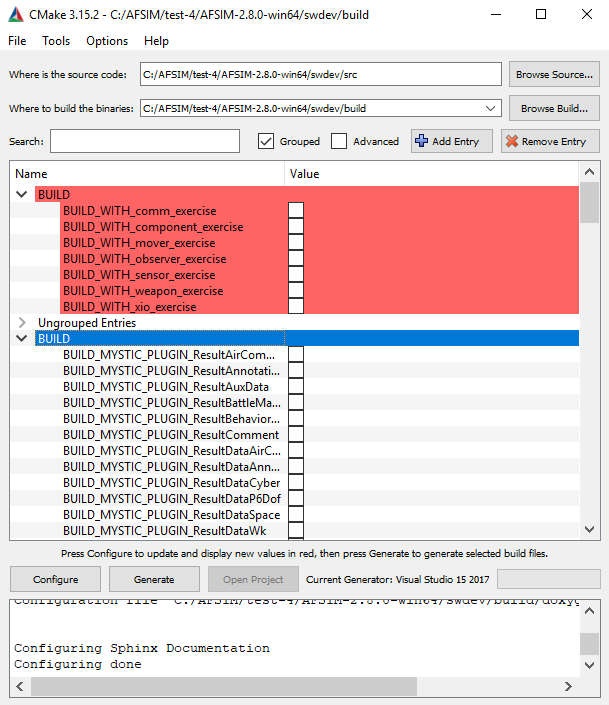 CMake 3.15.2 - C:/AFSIM/test-4/AFSIM-2.8.0-win64/swdev/build
File Tools Options Help
Where is the source code: C:/AFSIM/test-4/AFSIM-2.8.0-win64/swdev/src Browse Source...
Where to build the binaries: C:/AFSIM/test-4/AFSIM-2.8.0-win64/swdev/build Browse Build...
Search: Grouped Advanced Add Entry Remove Entry
Name Value
BUILD
BUILD_WITH_comm_exercise
BUILD_WITH_component_exercise
BUILD_WITH_mover_exercise
BUILD_WITH_observer_exercise
BUILD_WITH_sensor_exercise
BUILD_WITH_weapon_exercise
BUILD_WITH_xio_exercise
Ungrouped Entries
BUILD
BUILD_MYSTIC_PLUGIN_ResultAirCom...
BUILD_MYSTIC_PLUGIN_ResultAnnotati...
BUILD_MYSTIC_PLUGIN_ResultAuxData
BUILD_MYSTIC_PLUGIN_ResultBattleMa...
BUILD_MYSTIC_PLUGIN_ResultBehavior...
BUILD_MYSTIC_PLUGIN_ResultComment
BUILD_MYSTIC_PLUGIN_ResultDataAirC...
BUILD_MYSTIC_PLUGIN_ResultDataAnn...
BUILD_MYSTIC_PLUGIN_ResultDataCyber
BUILD_MYSTIC_PLUGIN_ResultDataP6Dof
BUILD_MYSTIC_PLUGIN_ResultDataSpace
BUILD_MYSTIC_PLUGIN_ResultDataWk
Press Configure to update and display new values in red, then press Generate to generate selected build files.
Configure Generate Open Project Current Generator: Visual Studio 15 2017
Configuration file 'C:/AFSIM/test-4/AFSIM-2.8.0-win64/swdev/build/doxyg
Configuring Sphinx Documentation
Configuring done